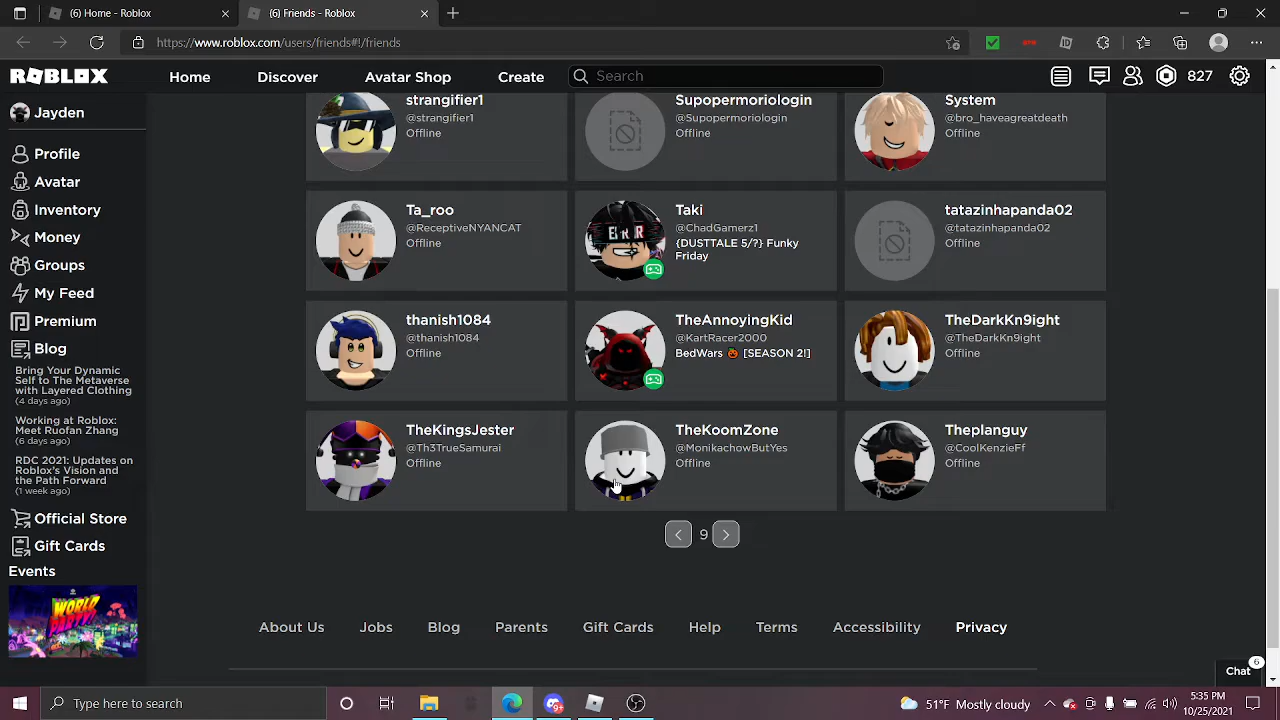 (6) Home - Roblox
(6) Friends - Roblox
https://www.roblox.com/users/friends#!/friends
ROBLOX
Home
Discover
Avatar Shop
Create
Search
827
Jayden
Profile
Avatar
Inventory
Money
Groups
My Feed
Premium
Blog
Bring Your Dynamic
Self to The Metaverse
with Layered Clothing
(4 days ago)
Working at Roblox:
Meet Ruofan Zhang
(6 days ago)
RDC 2021: Updates on
Roblox's Vision and
the Path Forward
(1 week ago)
Official Store
Gift Cards
Events
WORLD
PARTY!
strangifier1
@strangifier1
Offline
Supopermoriologin
@Supopermoriologin
Offline
System
@bro_haveagreatdeath
Offline
Ta_roo
@ReceptiveNYANCAT
Offline
Taki
@ChadGamerz1
[DUSTTALE 5/?} Funky
Friday
tatazinhapanda02
@tatazinhapanda02
Offline
thanish1084
@thanish1084
Offline
TheAnnoyingKid
@KartRacer2000
BedWars 🎃 [SEASON 2!]
TheDarkKn9ight
@TheDarkKn9ight
Offline
TheKingsJester
@Th3TrueSamurai
Offline
TheKoomZone
@MonikachowButYes
Offline
Theplanguy
@CoolKenzieFf
Offline
9
About Us
Jobs
Blog
Parents
Gift Cards
Help
Terms
Accessibility
Privacy
Chat
6
Type here to search
9+
51°F Mostly cloudy
5:35 PM
10/25/2021